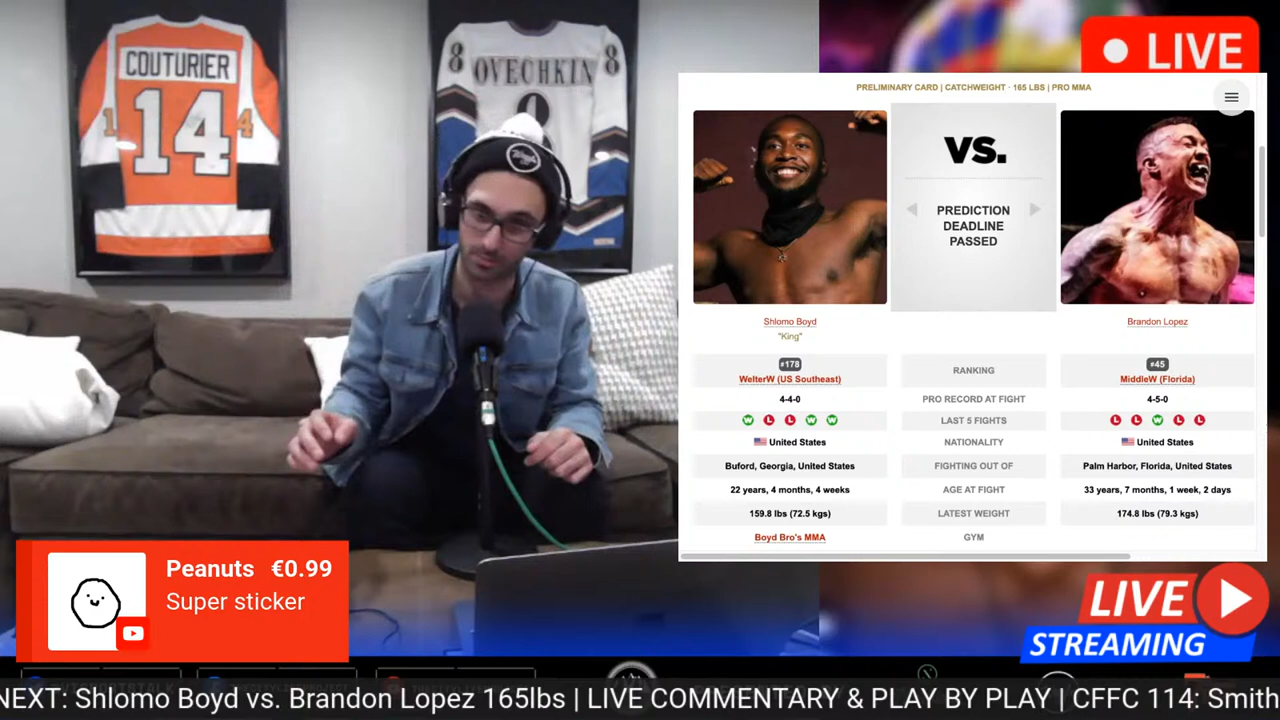 COUTURIER
14
1 4
8 OVECHKIN 8
LIVE
PRELIMINARY CARD | CATCHWEIGHT · 165 LBS | PRO MMA
VS.
PREDICTION
DEADLINE
PASSED
Shlomo Boyd
"King"
Brandon Lopez
#178
WelterW (US Southeast)
RANKING
#45
MiddleW (Florida)
4-4-0
PRO RECORD AT FIGHT
4-5-0
W L L W W
LAST 5 FIGHTS
L L W L L
United States
NATIONALITY
United States
Buford, Georgia, United States
FIGHTING OUT OF
Palm Harbor, Florida, United States
22 years, 4 months, 4 weeks
AGE AT FIGHT
33 years, 7 months, 1 week, 2 days
159.8 lbs (72.5 kgs)
LATEST WEIGHT
174.8 lbs (79.3 kgs)
Boyd Bro's MMA
GYM
Peanuts €0.99
Super sticker
LIVE
STREAMING
NEXT: Shlomo Boyd vs. Brandon Lopez 165lbs | LIVE COMMENTARY & PLAY BY PLAY | CFFC 114: Smith